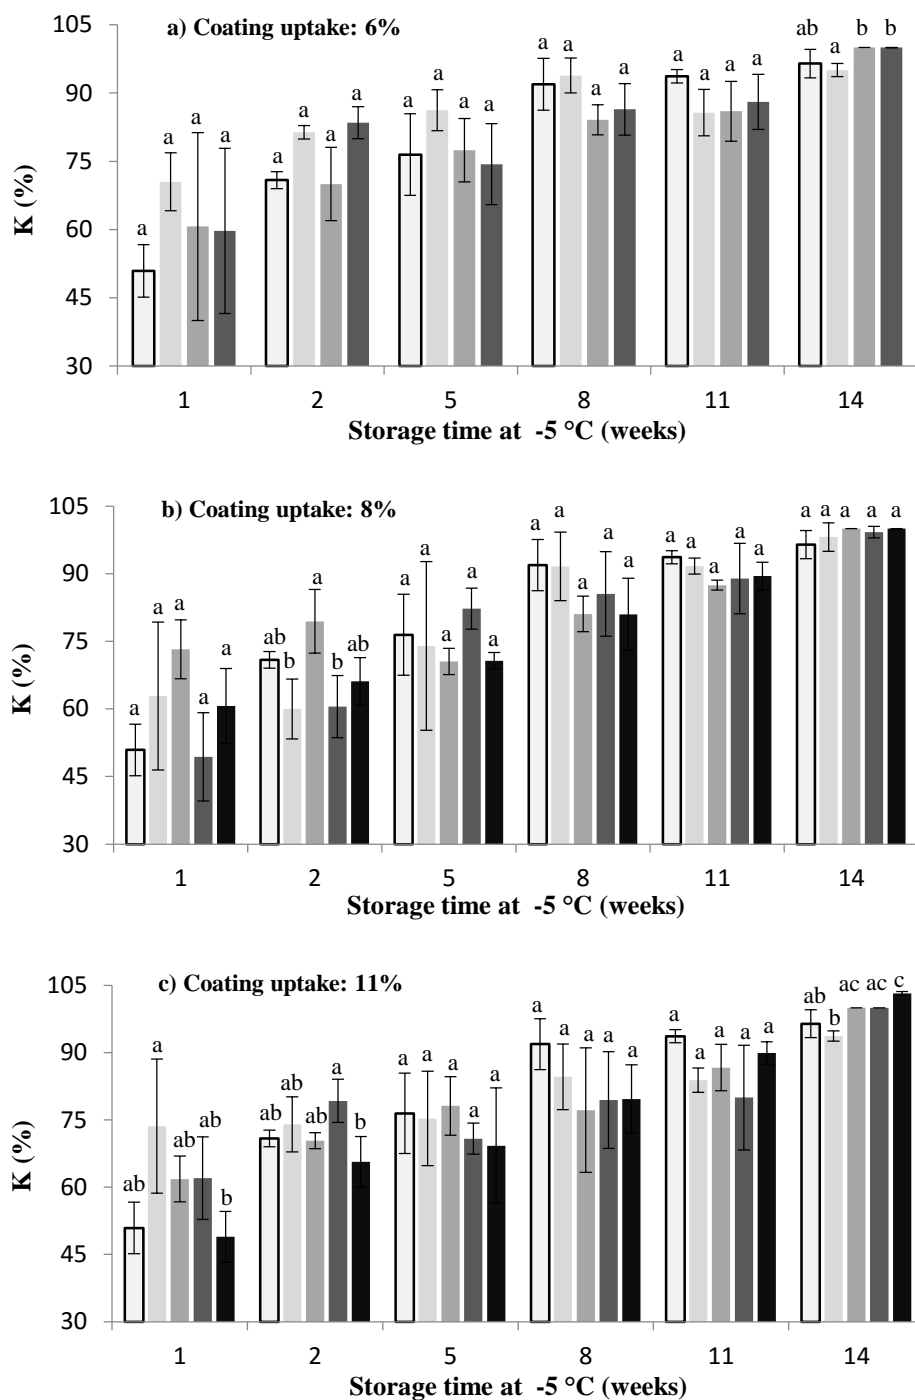 a) Coating uptake: 6%
K (%)
105
90
75
60
45
30
a a a a
a a a a
a a a a
a a a a
a a a a
ab a b b
1 2 5 8 11 14
Storage time at -5 °C (weeks)
b) Coating uptake: 8%
K (%)
105
90
75
60
45
30
a a a a a
ab b a b ab
a a a a a
a a a a a
a a a a a
a a a a a
1 2 5 8 11 14
Storage time at -5 °C (weeks)
c) Coating uptake: 11%
K (%)
105
90
75
60
45
30
ab a ab ab b
ab ab ab a b
a a a a a
a a a a a
a a a a a
ab b ac ac c
1 2 5 8 11 14
Storage time at -5 °C (weeks)